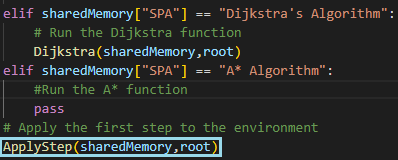 elif sharedMemory["SPA"] == "Dijkstra's Algorithm":
    # Run the Dijkstra function
    Dijkstra(sharedMemory,root)
elif sharedMemory["SPA"] == "A* Algorithm":
    #Run the A* function
    pass
# Apply the first step to the environment
ApplyStep(sharedMemory,root)